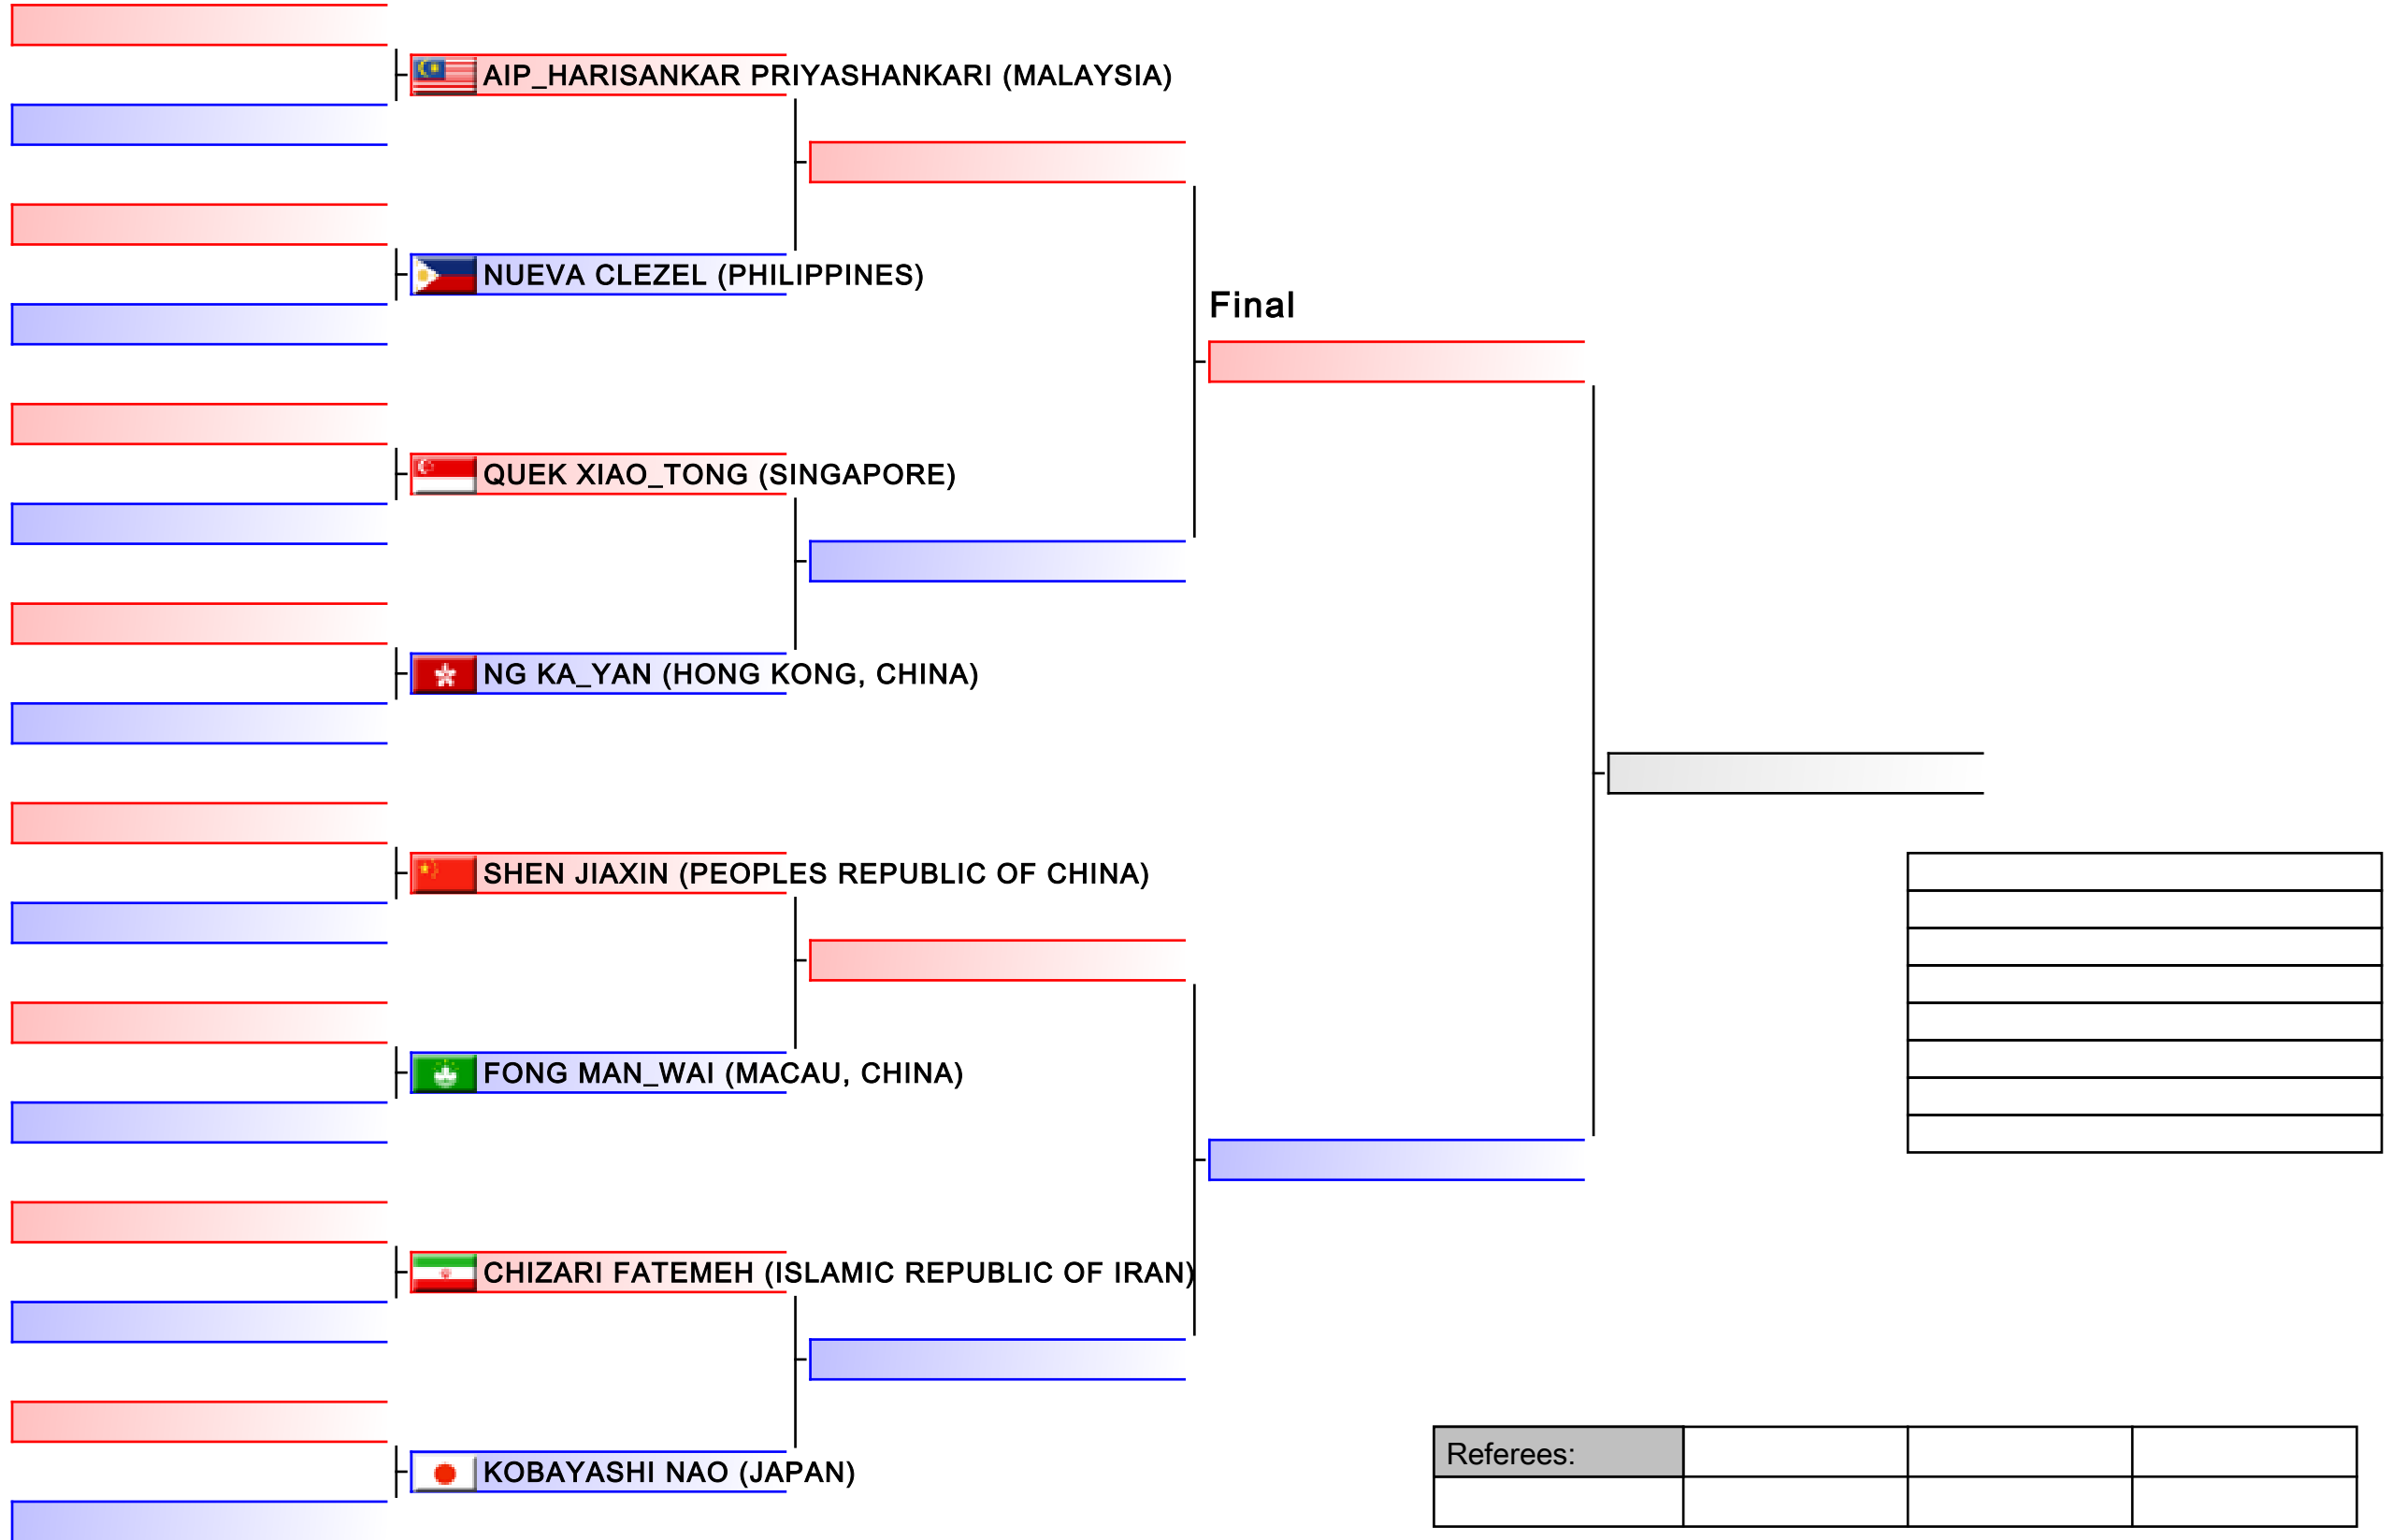 AIP_HARISANKAR PRIYASHANKARI (MALAYSIA)
NUEVA CLEZEL (PHILIPPINES)
Final
QUEK XIAO_TONG (SINGAPORE)
NG KA_YAN (HONG KONG, CHINA)
SHEN JIAXIN (PEOPLES REPUBLIC OF CHINA)
FONG MAN_WAI (MACAU, CHINA)
CHIZARI FATEMEH (ISLAMIC REPUBLIC OF IRAN)
Referees:
KOBAYASHI NAO (JAPAN)